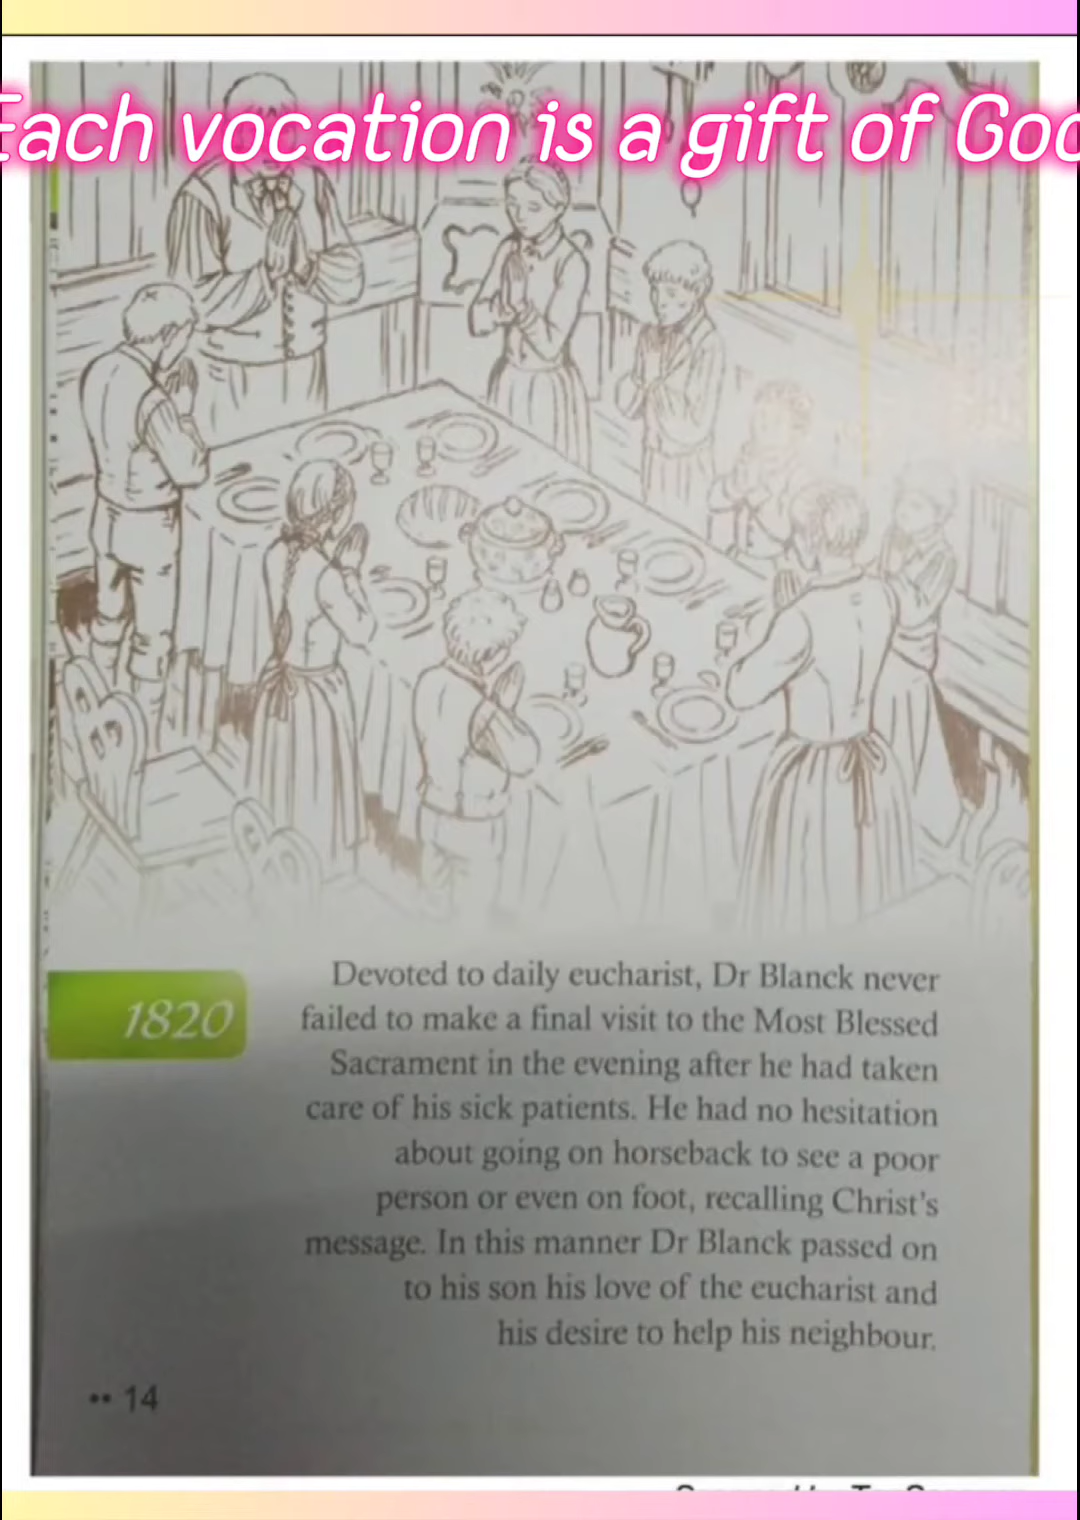 Each vocation is a gift of God
1820
Devoted to daily eucharist, Dr Blanck never
failed to make a final visit to the Most Blessed
Sacrament in the evening after he had taken
care of his sick patients. He had no hesitation
about going on horseback to see a poor
person or even on foot, recalling Christ's
message. In this manner Dr Blanck passed on
to his son his love of the eucharist and
his desire to help his neighbour.
•• 14